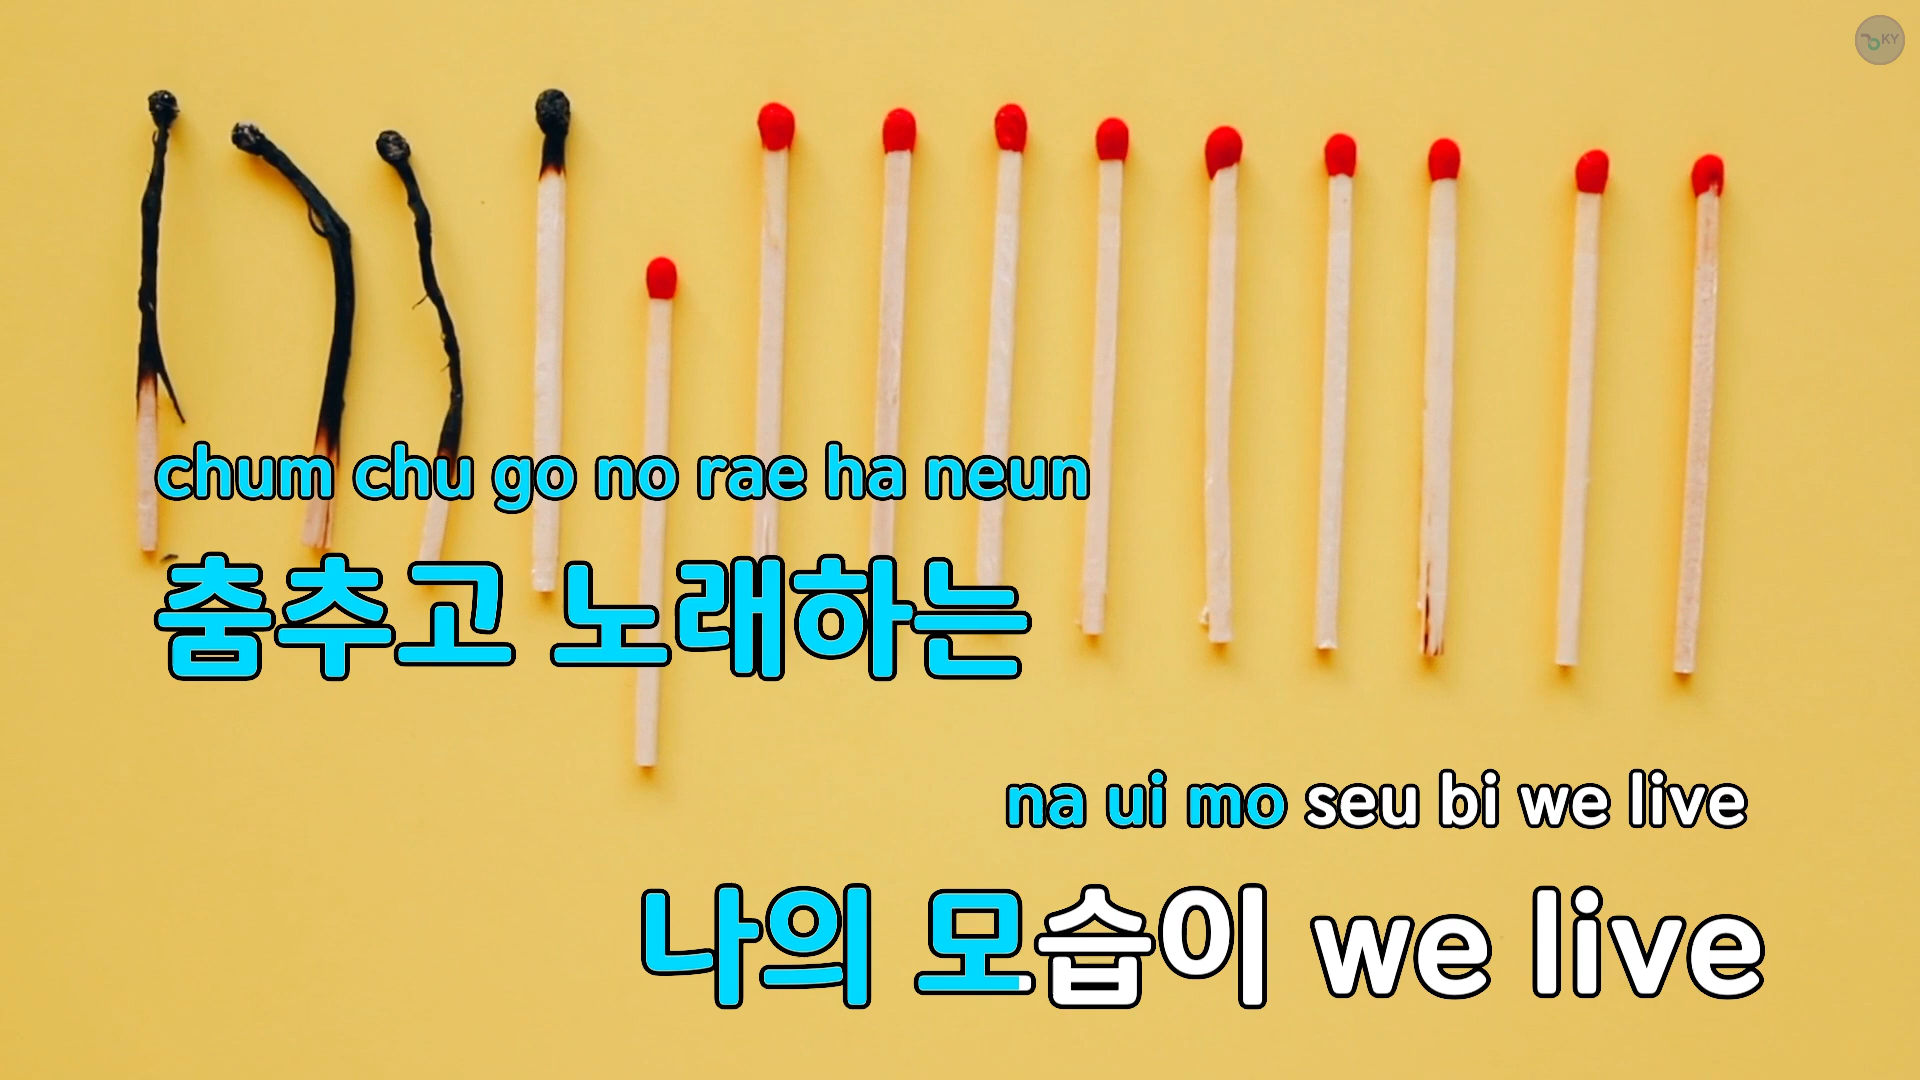 KY
chum chu go no rae ha neun
춤추고 노래하는
na ui mo seu bi we live
나의 모습이 we live